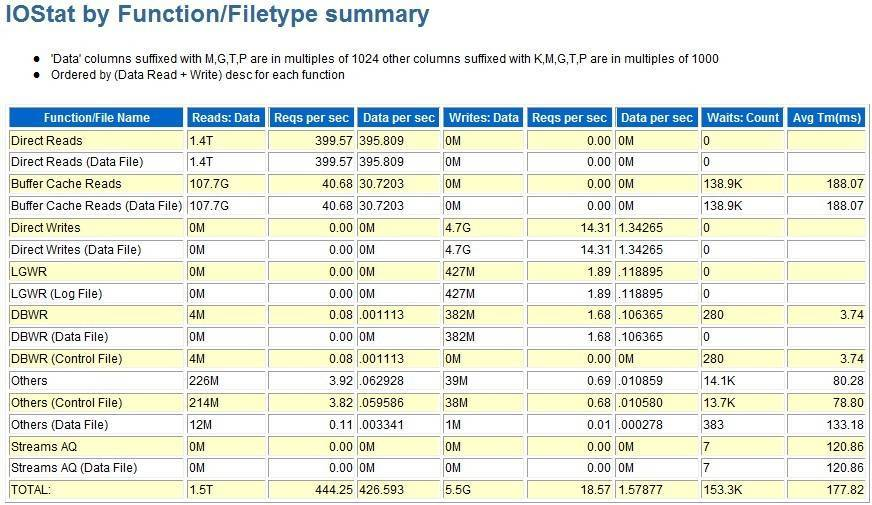 IOStat by Function/Filetype summary
'Data' columns suffixed with M,G,T,P are in multiples of 1024 other columns suffixed with K,M,G,T,P are in multiples of 1000
Ordered by (Data Read + Write) desc for each function
Function/File Name Reads: Data Reqs per sec Data per sec Writes: Data Reqs per sec Data per sec Waits: Count Avg Tm(ms)
Direct Reads 1.4T 399.57 395.809 0M 0.00 0M 0
Direct Reads (Data File) 1.4T 399.57 395.809 0M 0.00 0M 0
Buffer Cache Reads 107.7G 40.68 30.7203 0M 0.00 0M 138.9K 188.07
Buffer Cache Reads (Data File) 107.7G 40.68 30.7203 0M 0.00 0M 138.9K 188.07
Direct Writes 0M 0.00 0M 4.7G 14.31 1.34265 0
Direct Writes (Data File) 0M 0.00 0M 4.7G 14.31 1.34265 0
LGWR 0M 0.00 0M 427M 1.89 .118895 0
LGWR (Log File) 0M 0.00 0M 427M 1.89 .118895 0
DBWR 4M 0.08 .001113 382M 1.68 .106365 280 3.74
DBWR (Data File) 0M 0.00 0M 382M 1.68 .106365 0
DBWR (Control File) 4M 0.08 .001113 0M 0.00 0M 280 3.74
Others 226M 3.92 .062928 39M 0.69 .010859 14.1K 80.28
Others (Control File) 214M 3.82 .059586 38M 0.68 .010580 13.7K 78.80
Others (Data File) 12M 0.11 .003341 1M 0.01 .000278 383 133.18
Streams AQ 0M 0.00 0M 0M 0.00 0M 7 120.86
Streams AQ (Data File) 0M 0.00 0M 0M 0.00 0M 7 120.86
TOTAL: 1.5T 444.25 426.593 5.5G 18.57 1.57877 153.3K 177.82